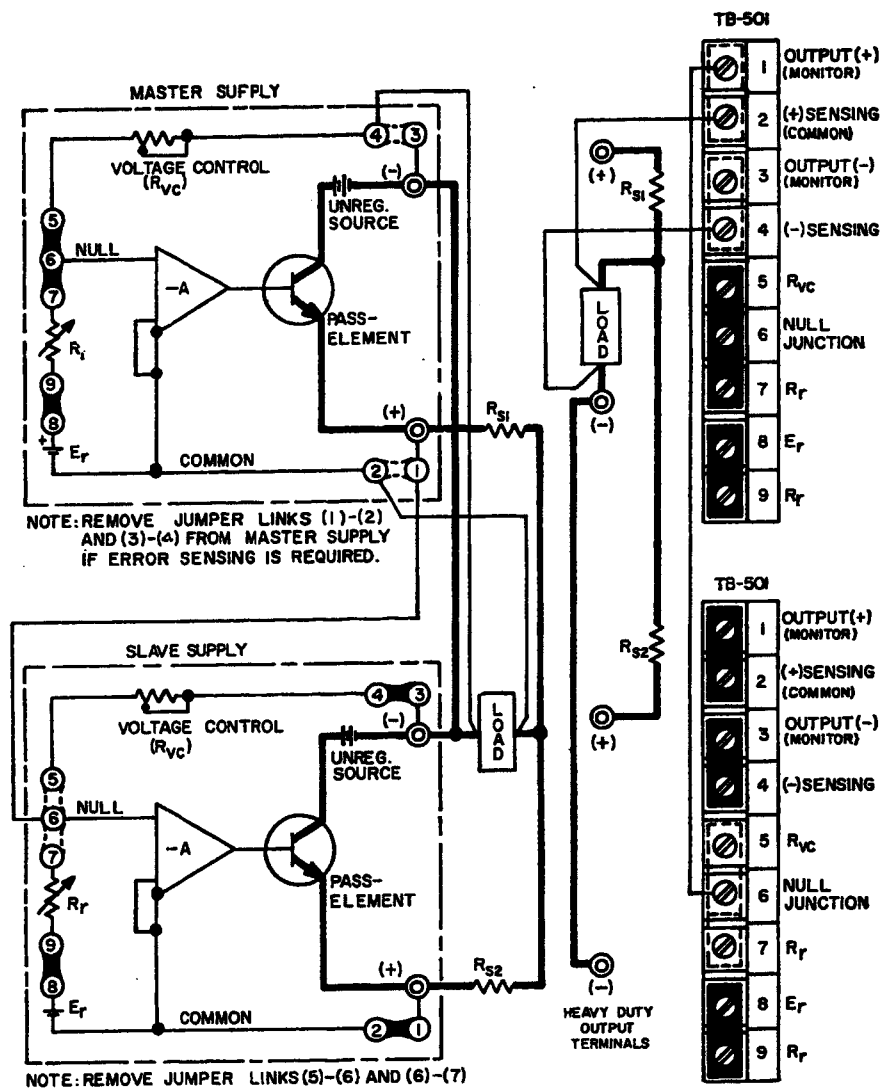 MASTER SUPPLY
4
3
VOLTAGE CONTROL
(RVC)
(-)
UNREG.
SOURCE
5
6
7
NULL
-A
PASS-
ELEMENT
Ri
9
8
+
Er
(+)
RS1
COMMON
2
1
NOTE: REMOVE JUMPER LINKS (1)-(2)
AND (3)-(4) FROM MASTER SUPPLY
IF ERROR SENSING IS REQUIRED.
SLAVE SUPPLY
4
3
VOLTAGE CONTROL
(RVC)
(-)
UNREG.
SOURCE
LOAD
5
6
7
NULL
-A
PASS-
ELEMENT
Rr
9
8
Er
(+)
RS2
COMMON
2
1
NOTE: REMOVE JUMPER LINKS (5)-(6) AND (6)-(7)
(+)
RS1
LOAD
(-)
RS2
(+)
(-)
HEAVY DUTY
OUTPUT
TERMINALS
TB-501
1 OUTPUT (+)
(MONITOR)
2 (+) SENSING
(COMMON)
3 OUTPUT (-)
(MONITOR)
4 (-) SENSING
5 RVC
6 NULL
JUNCTION
7 Rr
8 Er
9 Rr
TB-501
1 OUTPUT (+)
(MONITOR)
2 (+) SENSING
(COMMON)
3 OUTPUT (-)
(MONITOR)
4 (-) SENSING
5 RVC
6 NULL
JUNCTION
7 Rr
8 Er
9 Rr